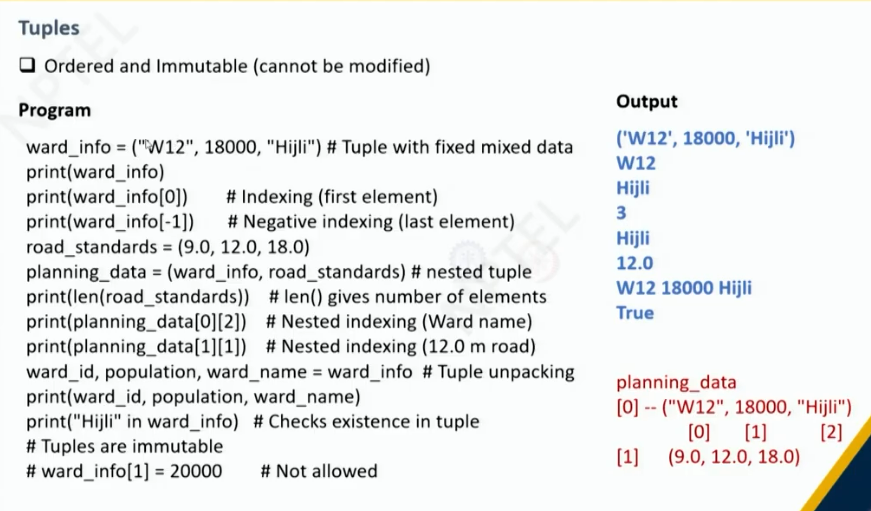 Tuples
❑ Ordered and Immutable (cannot be modified)
Program
ward_info = ("W12", 18000, "Hijli") # Tuple with fixed mixed data
print(ward_info)
print(ward_info[0]) # Indexing (first element)
print(ward_info[-1]) # Negative indexing (last element)
road_standards = (9.0, 12.0, 18.0)
planning_data = (ward_info, road_standards) # nested tuple
print(len(road_standards)) # len() gives number of elements
print(planning_data[0][2]) # Nested indexing (Ward name)
print(planning_data[1][1]) # Nested indexing (12.0 m road)
ward_id, population, ward_name = ward_info # Tuple unpacking
print(ward_id, population, ward_name)
print("Hijli" in ward_info) # Checks existence in tuple
# Tuples are immutable
# ward_info[1] = 20000 # Not allowed
Output
('W12', 18000, 'Hijli')
W12
Hijli
3
Hijli
12.0
W12 18000 Hijli
True
planning_data
[0] -- ("W12", 18000, "Hijli")
[0] [1] [2]
[1] (9.0, 12.0, 18.0)
NPTEL
NPTEL